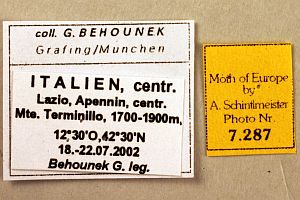 coll. G. BEHOUNEK
Grafing/München
ITALIEN, centr.
Lazio, Apennin, centr.
Mte. Terminillo, 1700-1900m,
12°30'O,42°30'N
18.-22.07.2002
Behounek G. leg.
Moth of Europe
by
A. Schintlmeister
Photo Nr.
7.287